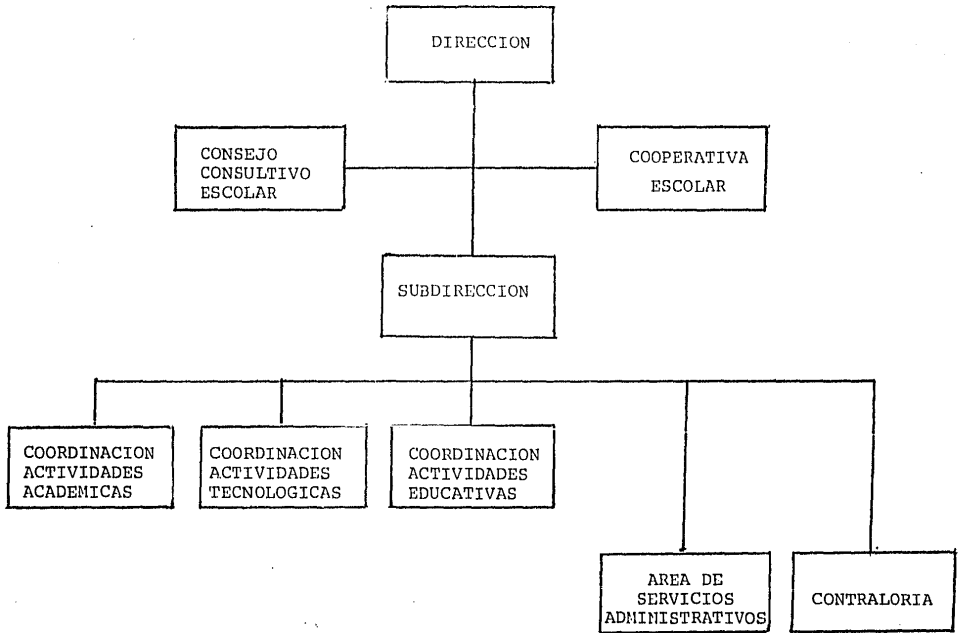 DIRECCION
CONSEJO
CONSULTIVO
ESCOLAR
COOPERATIVA
ESCOLAR
SUBDIRECCION
COORDINACION
ACTIVIDADES
ACADEMICAS
COORDINACION
ACTIVIDADES
TECNOLOGICAS
COORDINACION
ACTIVIDADES
EDUCATIVAS
AREA DE
SERVICIOS
ADMINISTRATIVOS
CONTRALORIA